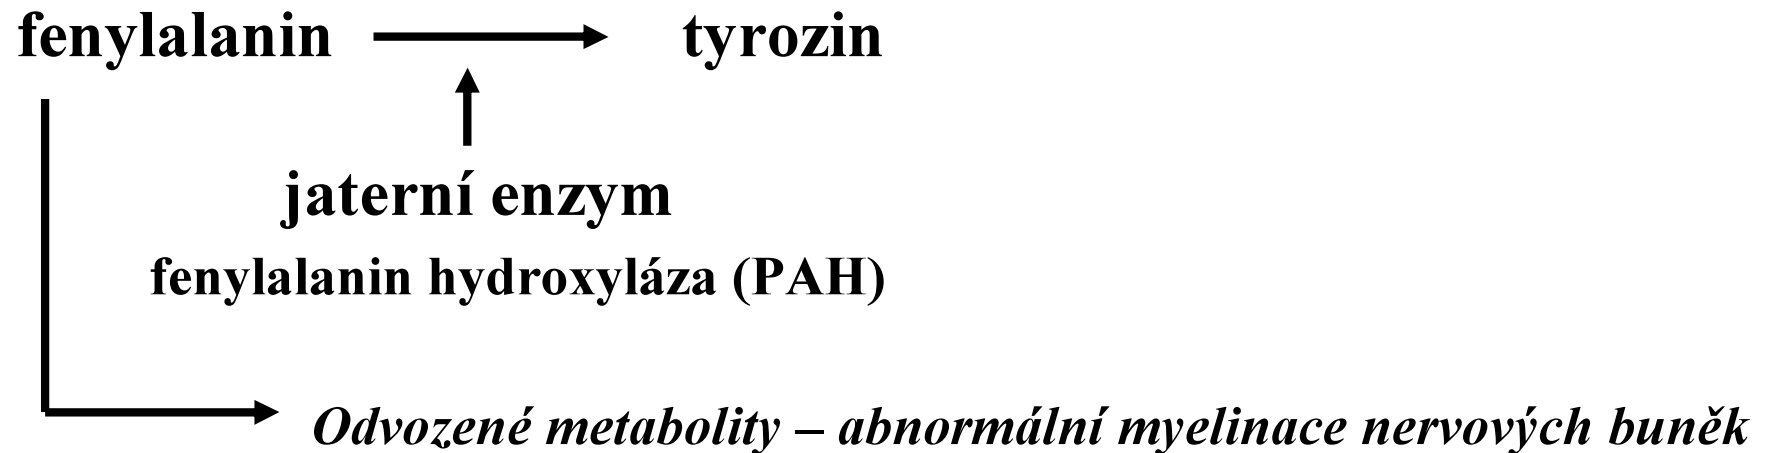 fenylalanin tyrozin
jaterní enzym
fenylalanin hydroxyláza (PAH)
Odvozené metabolity – abnormální myelinace nervových buněk